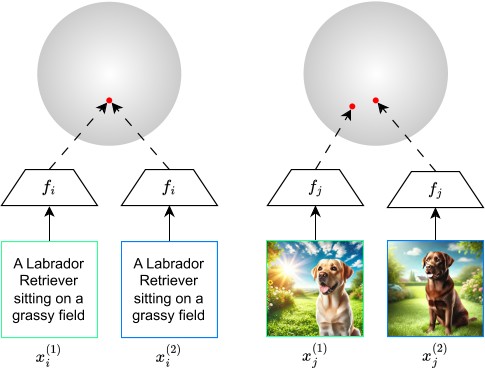 f_i
f_i
f_j
f_j
A Labrador
Retriever
sitting on a
grassy field
A Labrador
Retriever
sitting on a
grassy field
x_i^{(1)}
x_i^{(2)}
x_j^{(1)}
x_j^{(2)}